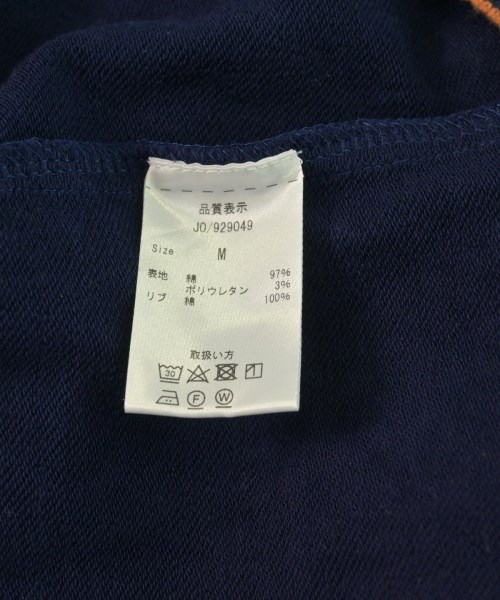 品質表示
JO/929049
Size M
表地 綿 97%
ポリウレタン 3%
リブ 綿 100%
取扱い方
30
F W